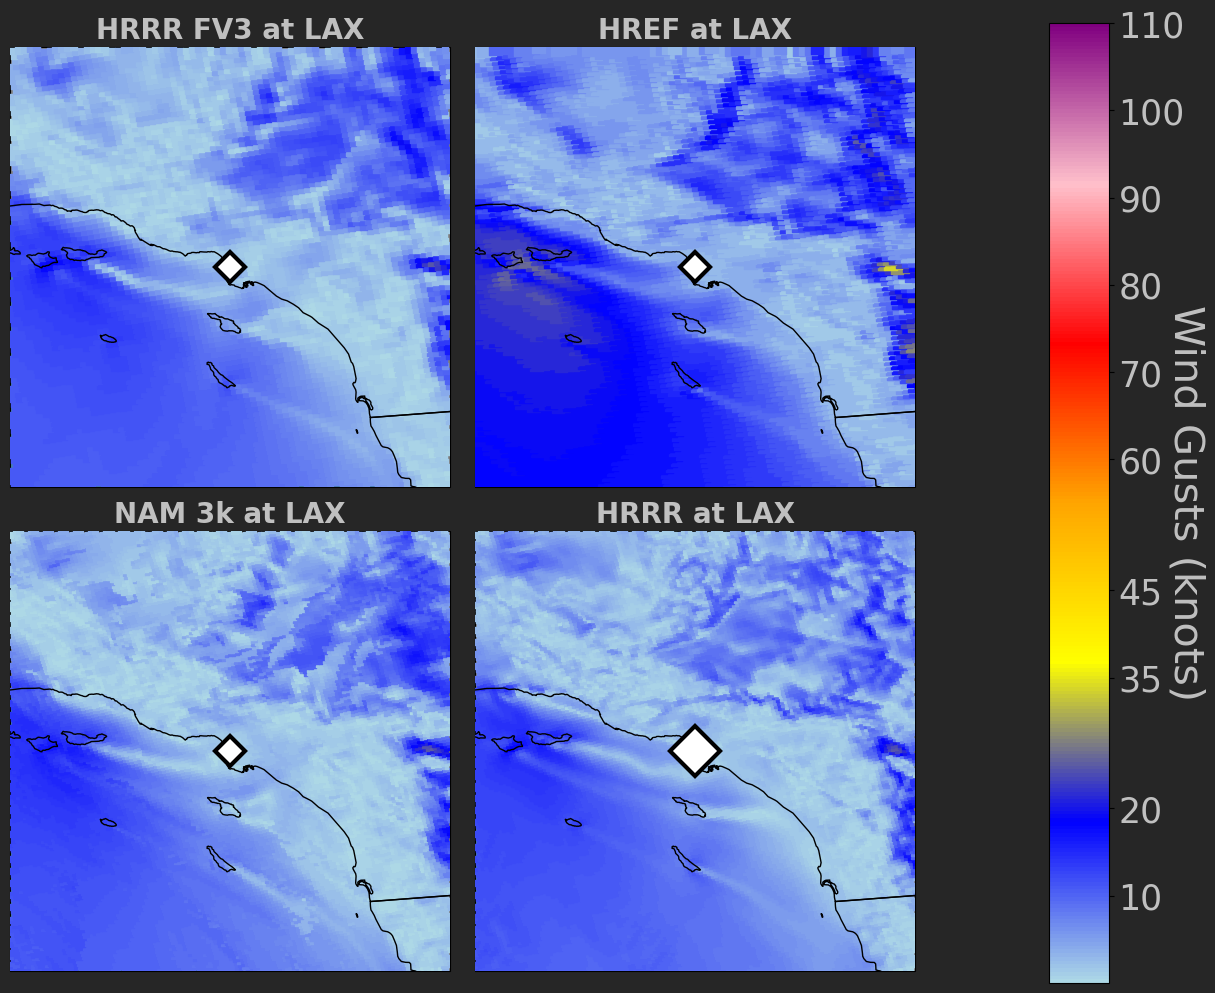 HRRR FV3 at LAX
HREF at LAX
NAM 3k at LAX
HRRR at LAX
110
100
90
80
70
60
45
35
20
10
Wind Gusts (knots)